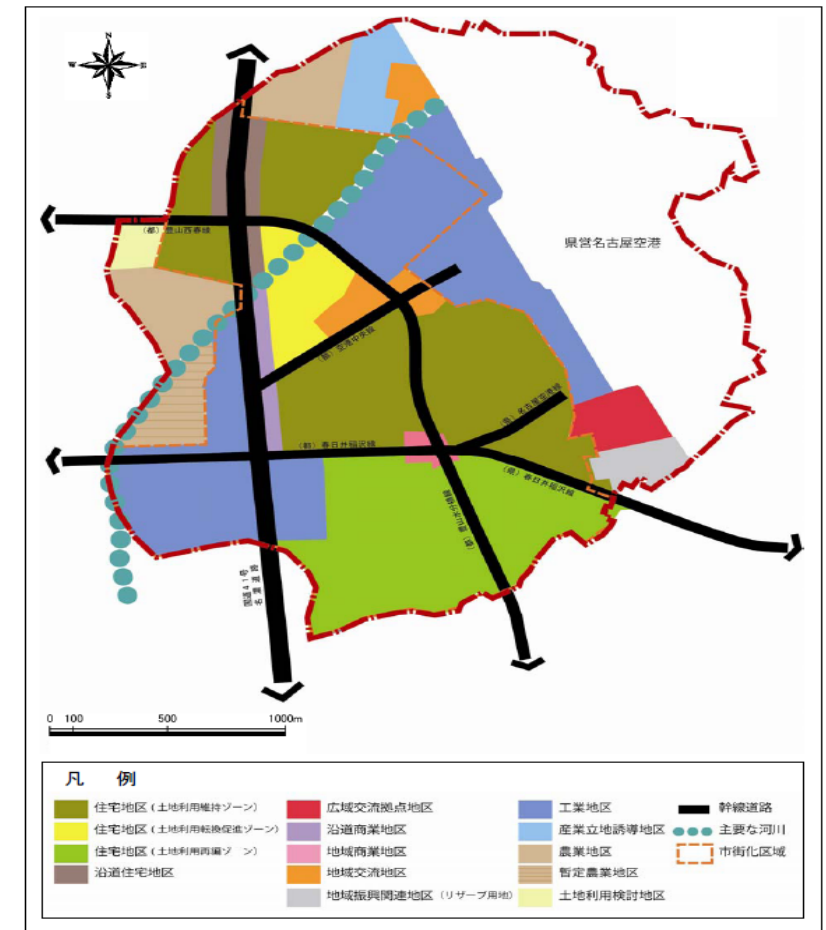 N
W E
S
県営名古屋空港
(都) 豊山西春線
(都) 空港中央線
(県) 名古屋空港線
(都) 春日井稲沢線
(県) 春日井稲沢線
国道41号
名濃道路
0 100 500 1000m
凡 例
住宅地区 (土地利用維持ゾーン)
住宅地区 (土地利用転換促進ゾーン)
住宅地区 (土地利用再編ゾーン)
沿道住宅地区
広域交流拠点地区
沿道商業地区
地域商業地区
地域交流地区
地域振興関連地区 (リザーブ用地)
工業地区
産業立地誘導地区
農業地区
暫定農業地区
土地利用検討地区
幹線道路
主要な河川
市街化区域